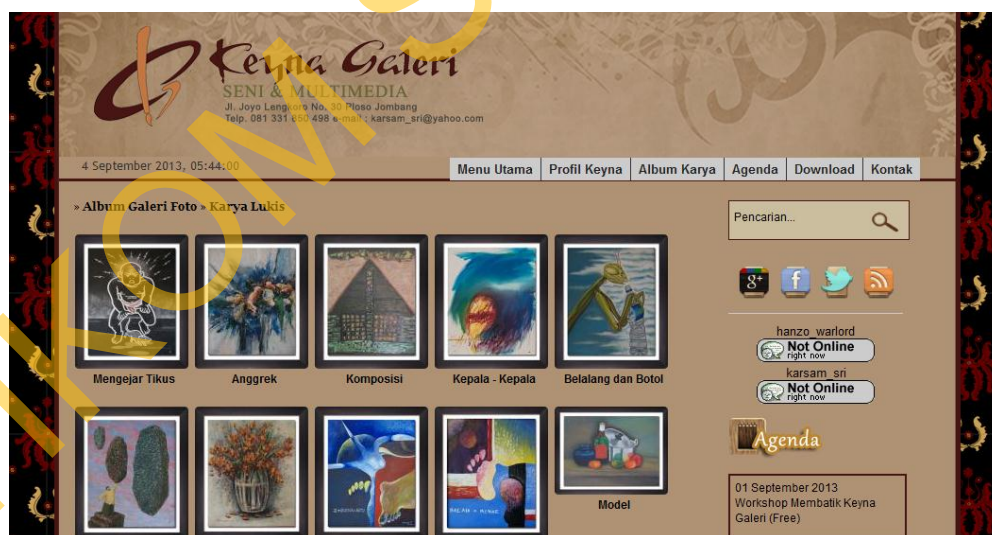 Keyna Galeri
SENI & MULTIMEDIA
Jl. Joyo Lengkoro No. 30 Ploso Jombang
Telp. 081 331 650 498 e-mail : karsam_sri@yahoo.com
4 September 2013, 05:44:00
Menu Utama Profil Keyna Album Karya Agenda Download Kontak
» Album Galeri Foto » Karya Lukis
Pencarian...
8+ f
hanzo_warlord
Not Online
right now
karsam_sri
Not Online
right now
Mengejar Tikus Anggrek Komposisi Kepala - Kepala Belalang dan Botol
Agenda
Model
01 September 2013
Workshop Membatik Keyna
Galeri (Free)
IKOMS